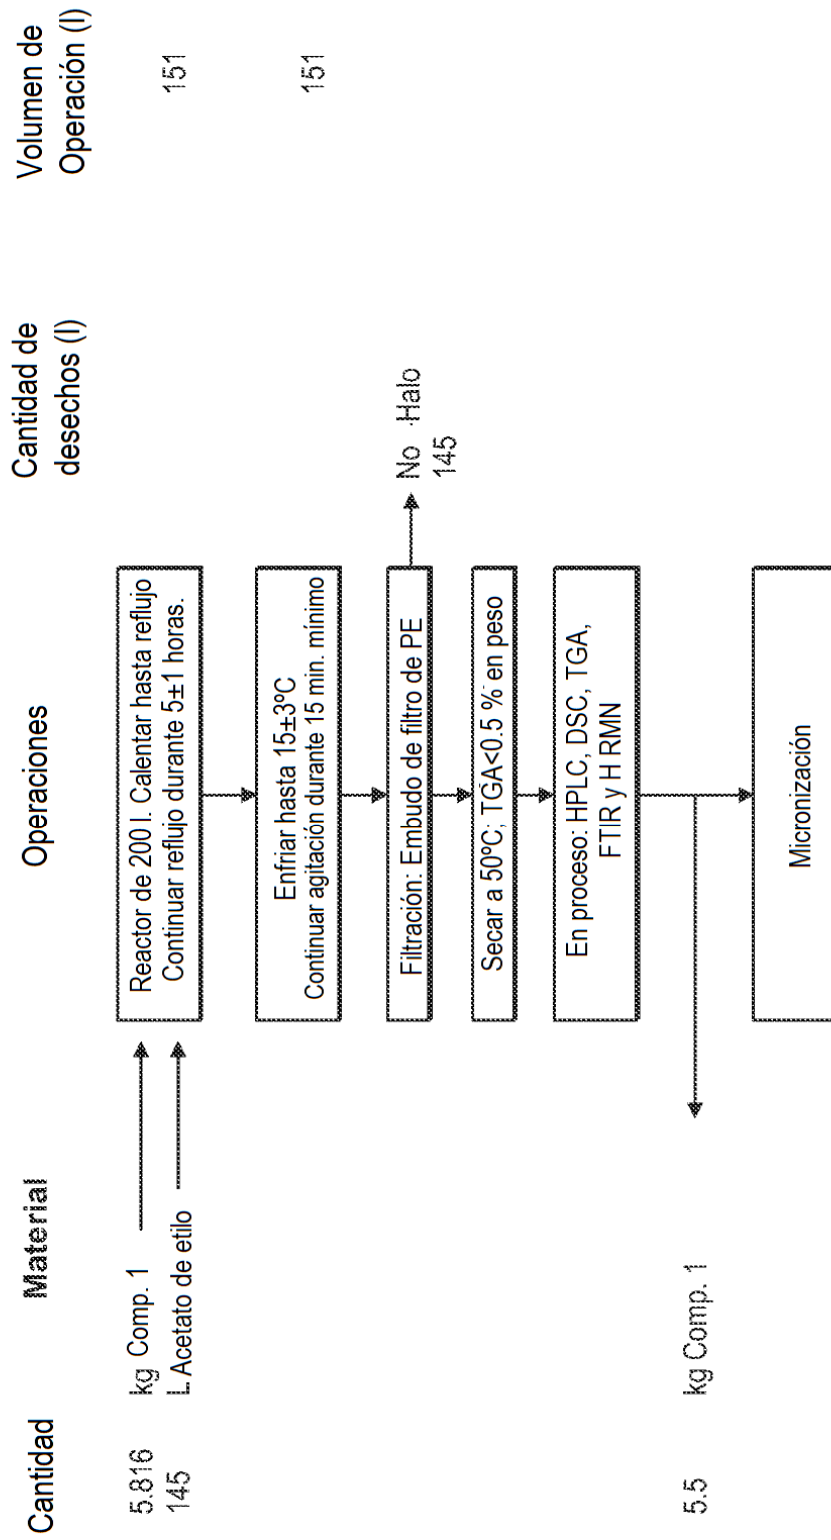 Cantidad
Material
Operaciones
Cantidad de
desechos (l)
Volumen de
Operación (l)
5.816
kg Comp. 1
145
L Acetato de etilo
Reactor de 200 l. Calentar hasta reflujo
Continuar reflujo durante 5±1 horas.
151
Enfriar hasta 15±3ºC
Continuar agitación durante 15 min. mínimo
151
Filtración: Embudo de filtro de PE
No -Halo
145
Secar a 50ºC; TGA<0.5 % en peso
En proceso: HPLC, DSC, TGA,
FTIR y H RMN
5.5
kg Comp. 1
Micronización